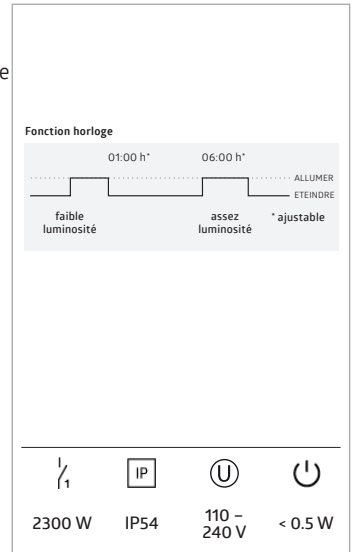 e
Fonction horloge
01:00 h* 06:00 h*
ALLUMER
ETEINDRE
faible
luminosité
assez
luminosité
* ajustable
1
IP
U
2300 W
IP54
110 –
240 V
< 0.5 W